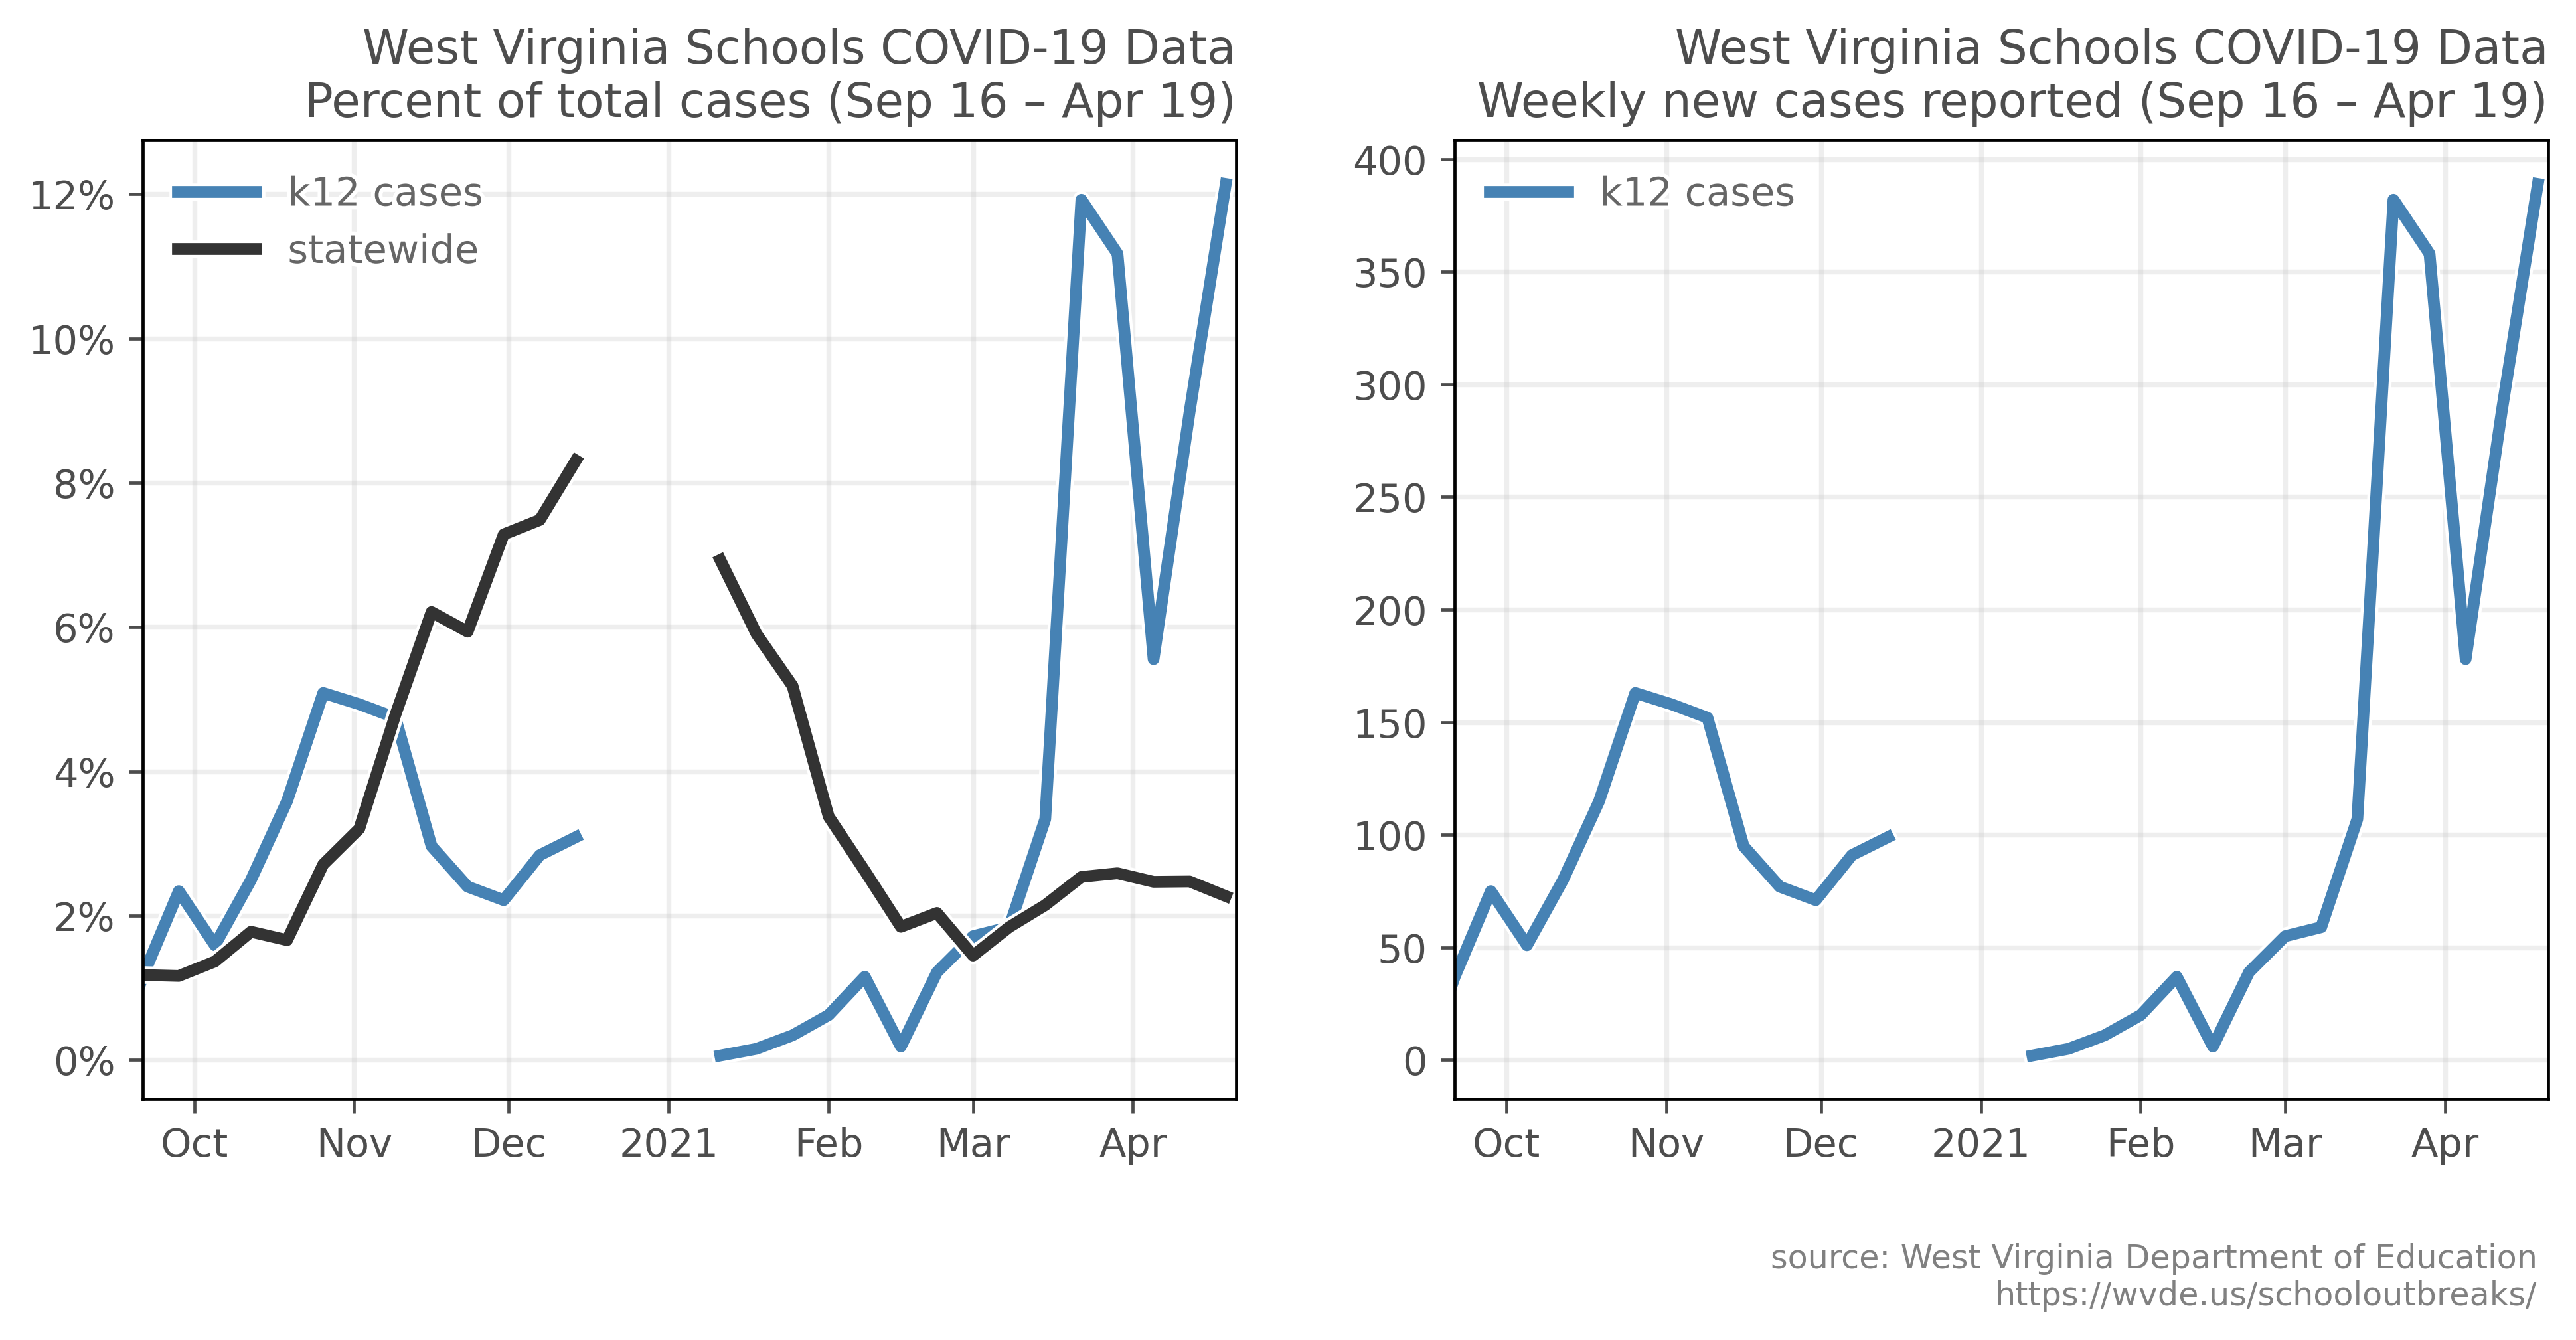 West Virginia Schools COVID-19 Data
Percent of total cases (Sep 16 – Apr 19)
12%
10%
8%
6%
4%
2%
0%
k12 cases
statewide
Oct Nov Dec 2021 Feb Mar Apr
West Virginia Schools COVID-19 Data
Weekly new cases reported (Sep 16 – Apr 19)
400
350
300
250
200
150
100
50
0
k12 cases
Oct Nov Dec 2021 Feb Mar Apr
source: West Virginia Department of Education
https://wvde.us/schooloutbreaks/